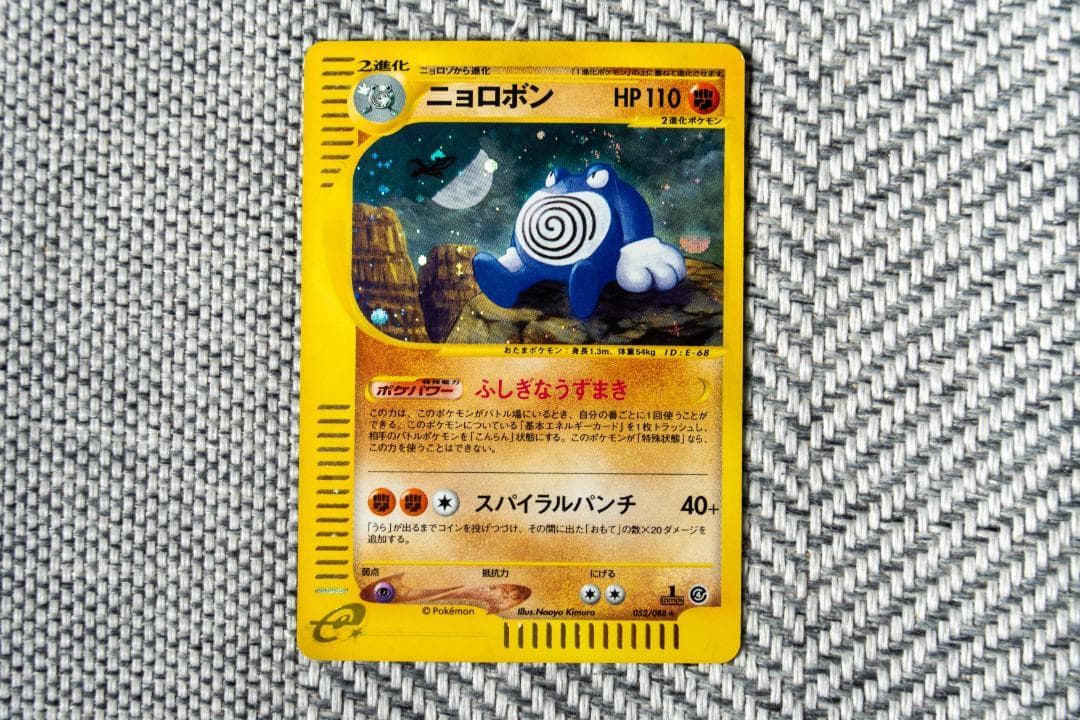 2進化 ニョロゾから進化 「1進化ポケモン」の上に重ねて進化させます
ニョロボン HP110
2進化ポケモン
おたまポケモン：身長1.3m、体重54kg ID:E-68
特殊能力
ポケパワー ふしぎなうずまき
この力は、このポケモンがバトル場にいるとき、自分の番ごとに1回使うことが
できる。このポケモンについている「基本エネルギーカード」を1枚トラッシュし、
相手のバトルポケモンを「こんらん」状態にする。このポケモンが「特殊状態」なら、
この力を使うことはできない。
スパイラルパンチ 40+
「うら」が出るまでコインを投げつづけ、その間に出た「おもて」の数×20ダメージを
追加する。
弱点 抵抗力 にげる
1
EDITION
© Pokémon Illus.Naoyo Kimura 052/088★
e